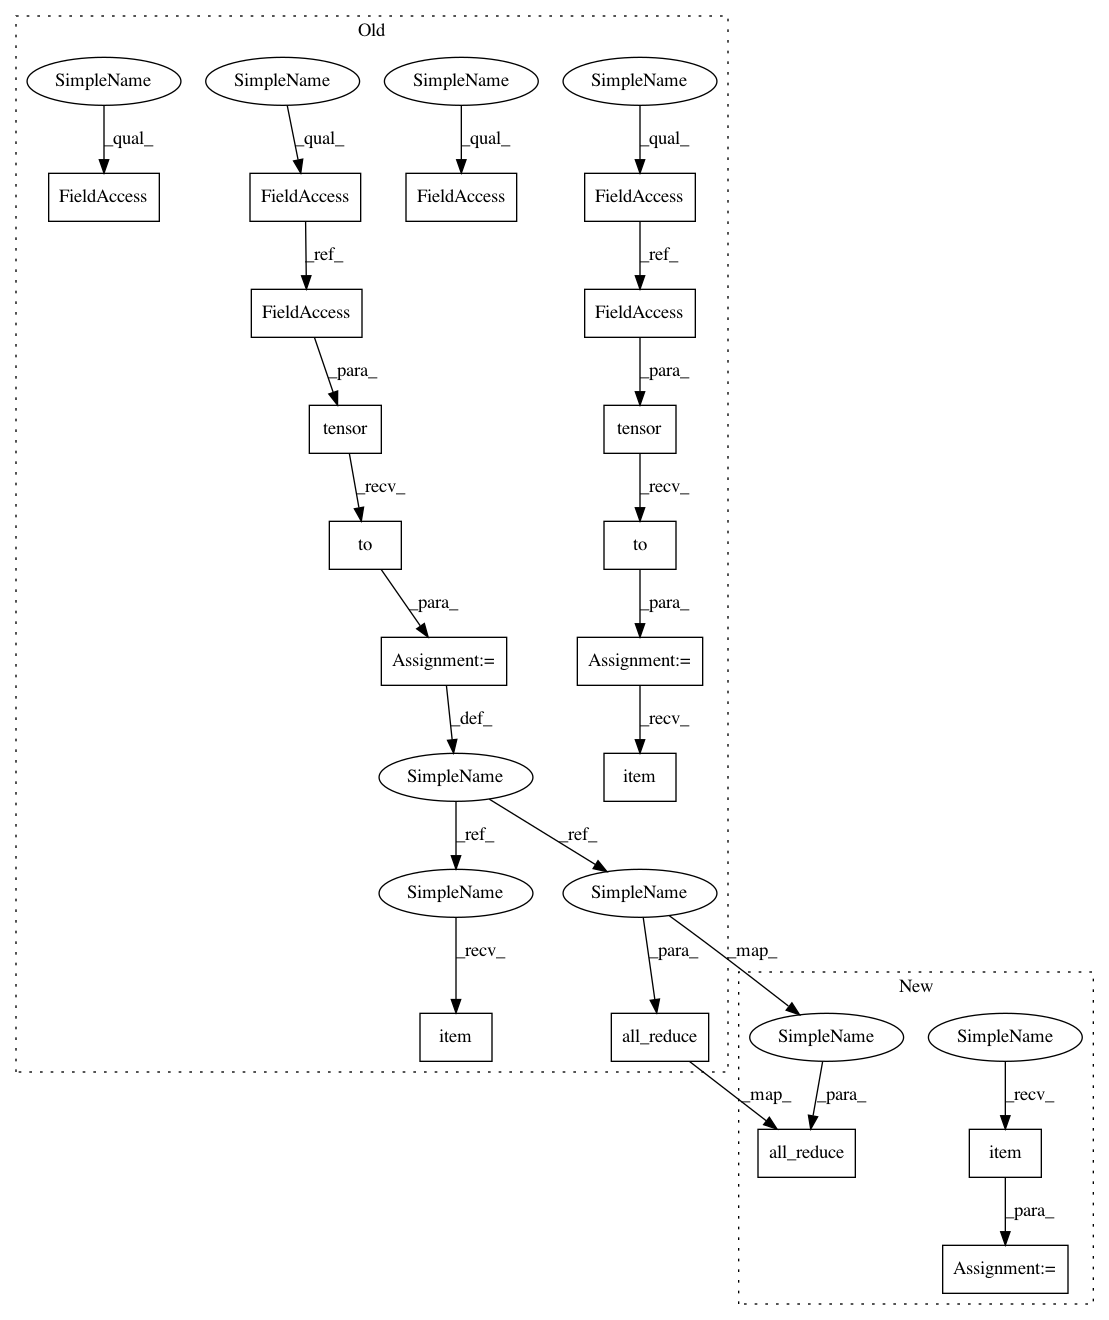 Old
SimpleName
SimpleName
SimpleName
SimpleName
_qual_
_qual_
_qual_
_qual_
FieldAccess
FieldAccess
FieldAccess
FieldAccess
_ref_
_ref_
FieldAccess
FieldAccess
_para_
_para_
tensor
tensor
_recv_
_recv_
to
to
_para_
_para_
Assignment:=
Assignment:=
_def_
_recv_
SimpleName
item
_ref_
_ref_
SimpleName
SimpleName
_recv_
_para_
_map_
New
item
all_reduce
SimpleName
SimpleName
_map_
_para_
_recv_
all_reduce
item
_para_
Assignment:=